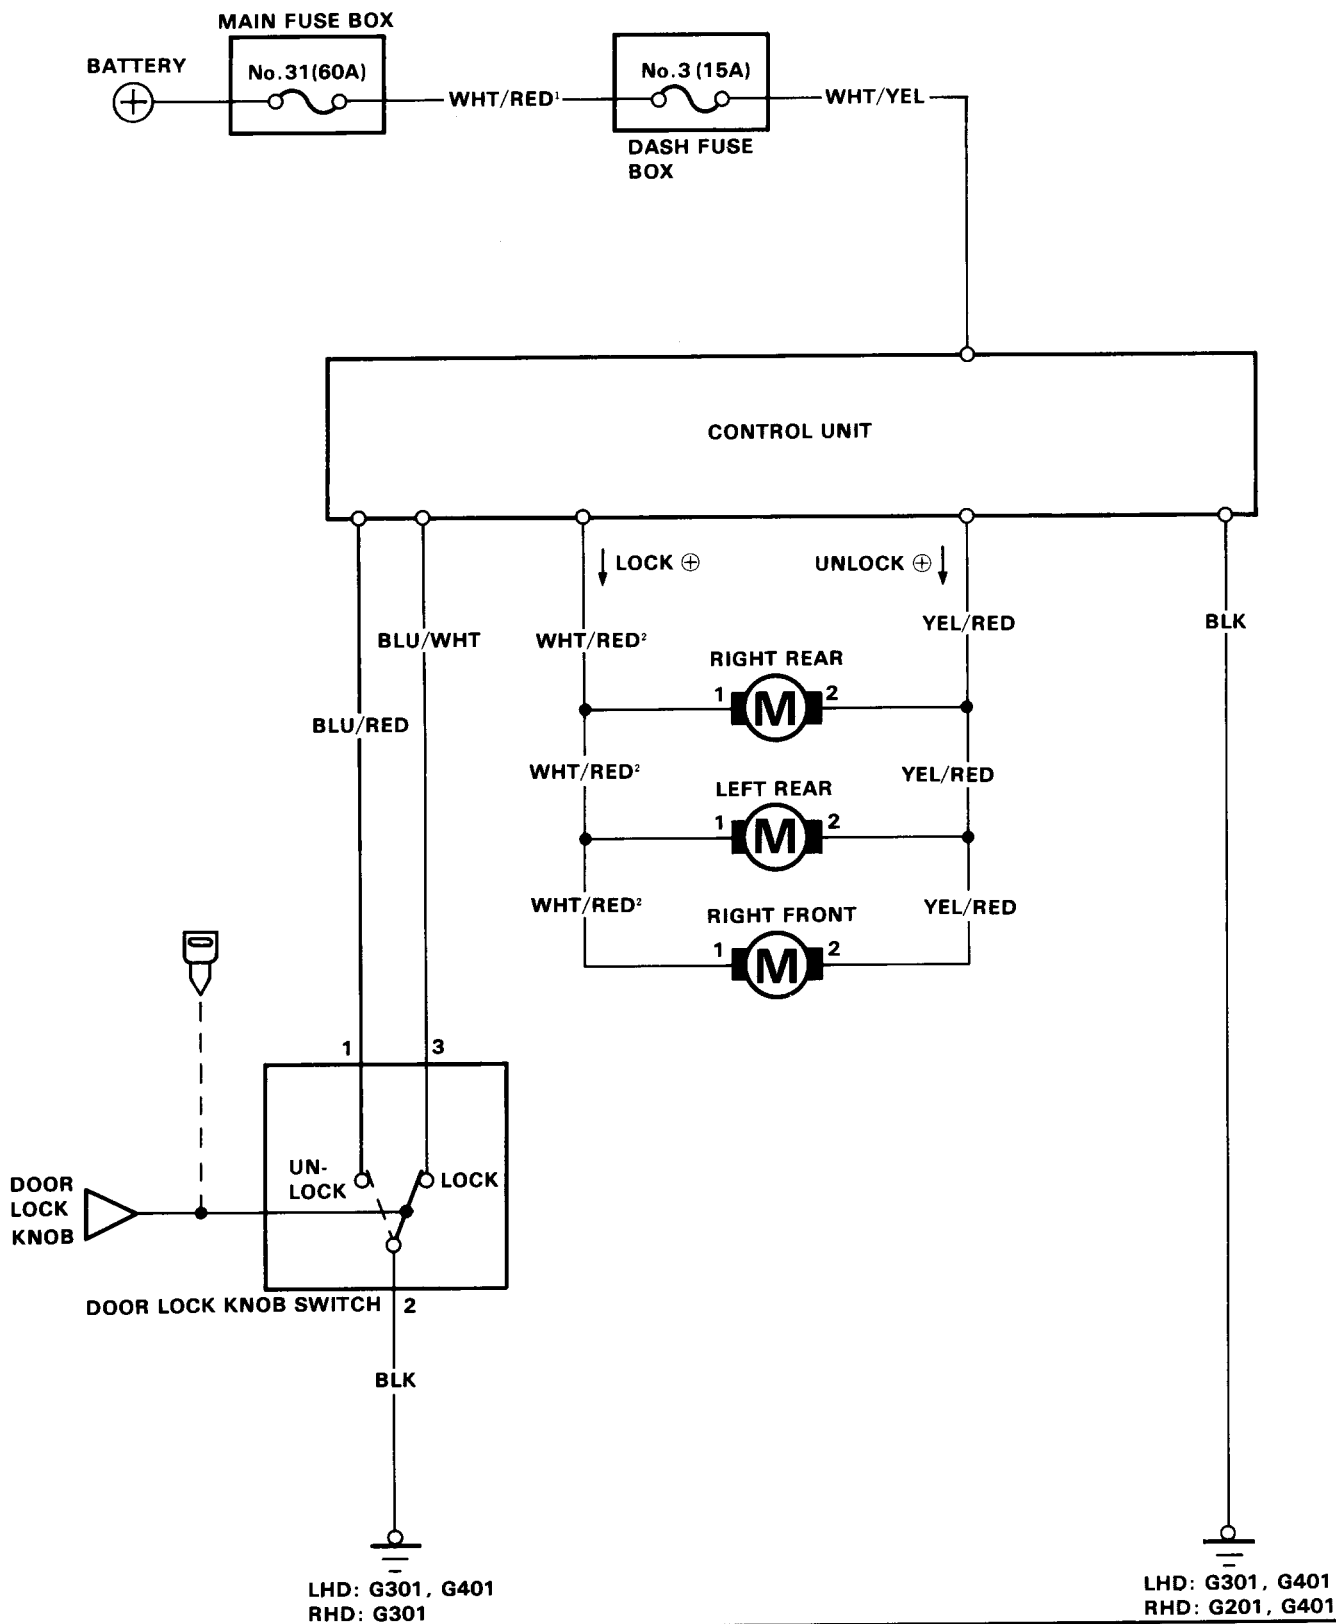 MAIN FUSE BOX
BATTERY
No.31(60A)
No.3 (15A)
WHT/RED¹
WHT/YEL
DASH FUSE
BOX
CONTROL UNIT
LOCK ⊕
UNLOCK ⊕
BLU/WHT
WHT/RED²
YEL/RED
BLK
RIGHT REAR
1
M
2
BLU/RED
WHT/RED²
YEL/RED
LEFT REAR
1
M
2
WHT/RED²
YEL/RED
RIGHT FRONT
1
M
2
1
3
UN-
LOCK
LOCK
DOOR
LOCK
KNOB
DOOR LOCK KNOB SWITCH
2
BLK
LHD: G301, G401
RHD: G301
LHD: G301, G401
RHD: G201, G401